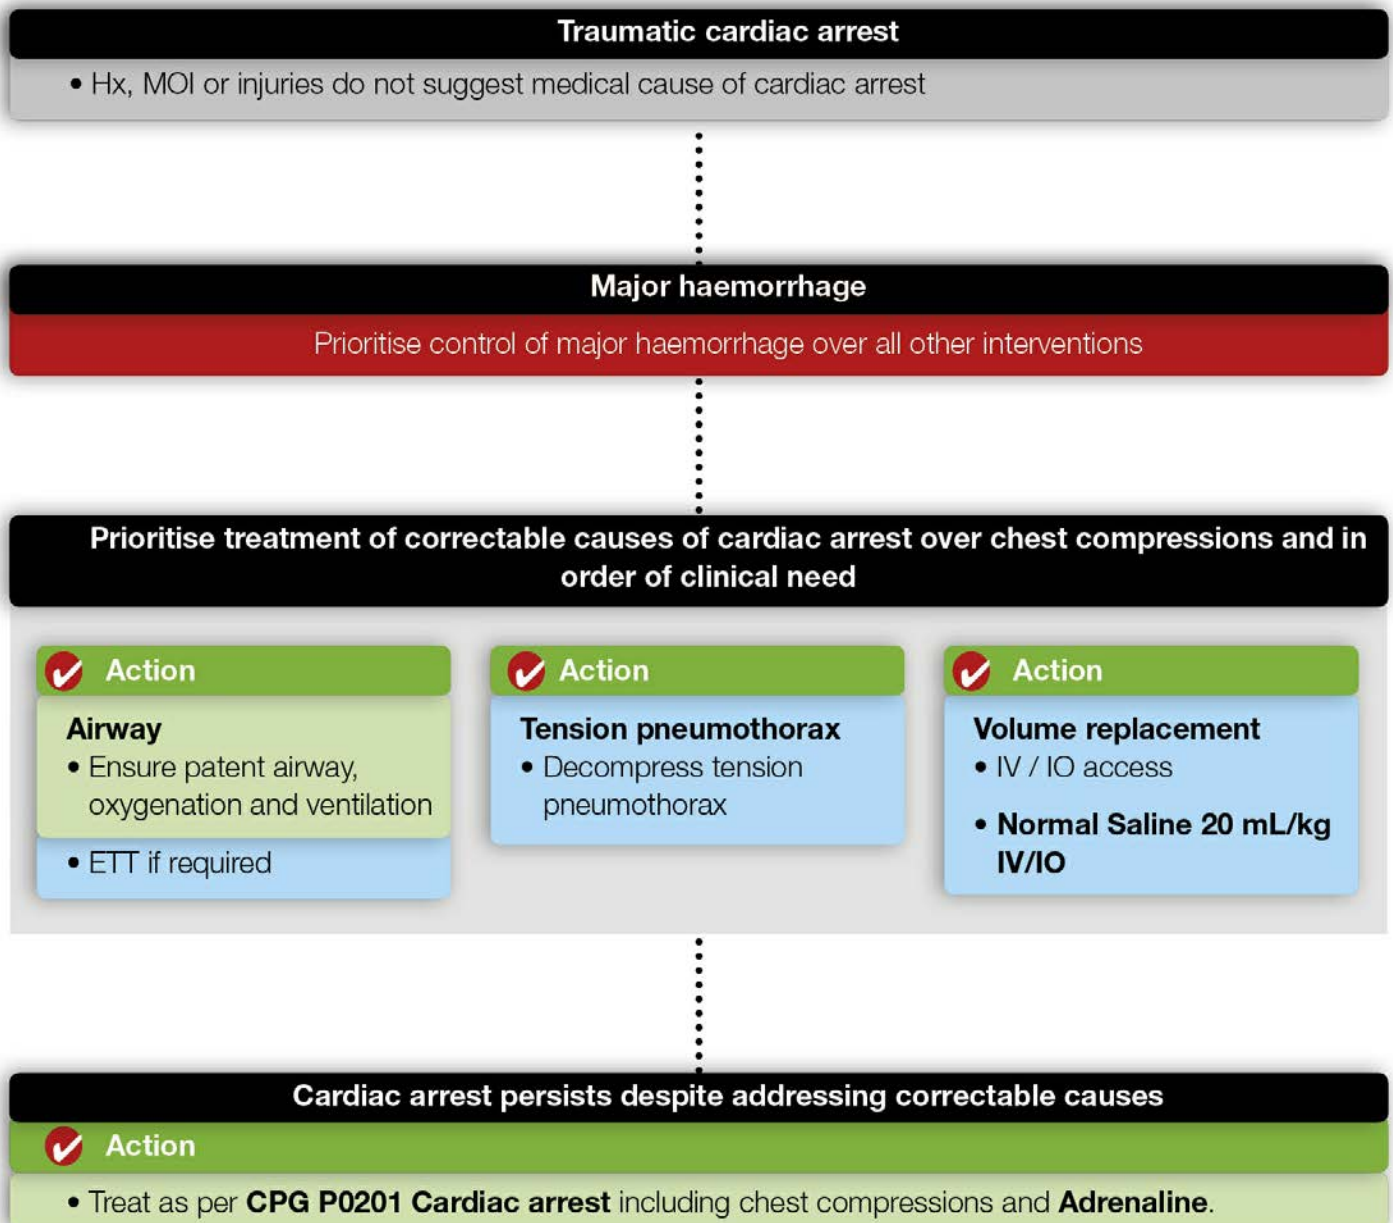 Traumatic cardiac arrest
• Hx, MOI or injuries do not suggest medical cause of cardiac arrest
Major haemorrhage
Prioritise control of major haemorrhage over all other interventions
Prioritise treatment of correctable causes of cardiac arrest over chest compressions and in
order of clinical need
Action
Airway
• Ensure patent airway,
oxygenation and ventilation
• ETT if required
Action
Tension pneumothorax
• Decompress tension
pneumothorax
Action
Volume replacement
• IV / IO access
• Normal Saline 20 mL/kg
IV/IO
Cardiac arrest persists despite addressing correctable causes
Action
• Treat as per CPG P0201 Cardiac arrest including chest compressions and Adrenaline.